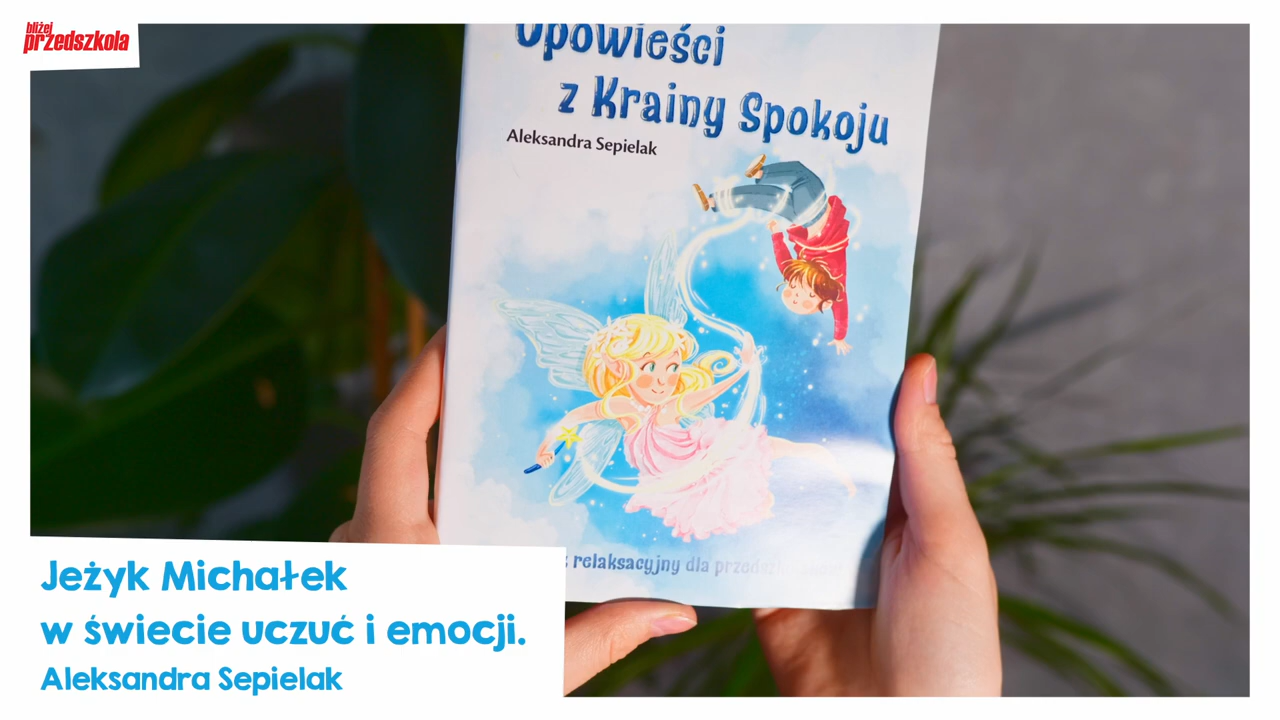 bliżej
przedszkola
Opowieści
z Krainy Spokoju
Aleksandra Sepielak
relaksacyjny dla
Jeżyk Michałek
w świecie uczuć i emocji.
Aleksandra Sepielak